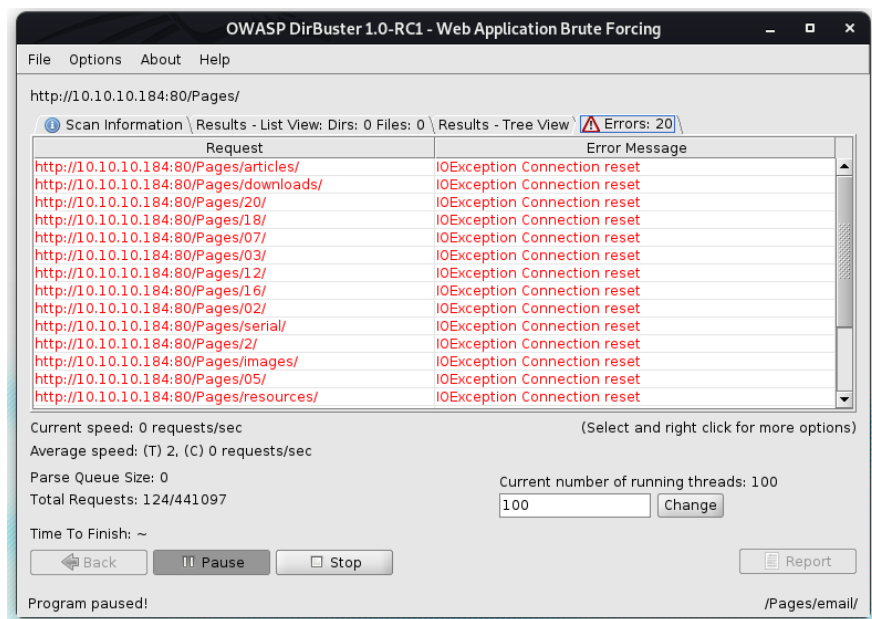 OWASP DirBuster 1.0-RC1 - Web Application Brute Forcing
File Options About Help
http://10.10.10.184:80/Pages/
Scan Information Results - List View: Dirs: 0 Files: 0 Results - Tree View Errors: 20
Request Error Message
http://10.10.10.184:80/Pages/articles/ IOException Connection reset
http://10.10.10.184:80/Pages/downloads/ IOException Connection reset
http://10.10.10.184:80/Pages/20/ IOException Connection reset
http://10.10.10.184:80/Pages/18/ IOException Connection reset
http://10.10.10.184:80/Pages/07/ IOException Connection reset
http://10.10.10.184:80/Pages/03/ IOException Connection reset
http://10.10.10.184:80/Pages/12/ IOException Connection reset
http://10.10.10.184:80/Pages/16/ IOException Connection reset
http://10.10.10.184:80/Pages/02/ IOException Connection reset
http://10.10.10.184:80/Pages/serial/ IOException Connection reset
http://10.10.10.184:80/Pages/2/ IOException Connection reset
http://10.10.10.184:80/Pages/images/ IOException Connection reset
http://10.10.10.184:80/Pages/05/ IOException Connection reset
http://10.10.10.184:80/Pages/resources/ IOException Connection reset
Current speed: 0 requests/sec (Select and right click for more options)
Average speed: (T) 2, (C) 0 requests/sec
Parse Queue Size: 0 Current number of running threads: 100
Total Requests: 124/441097 100 Change
Time To Finish: ~
Back Pause Stop Report
Program paused! /Pages/email/